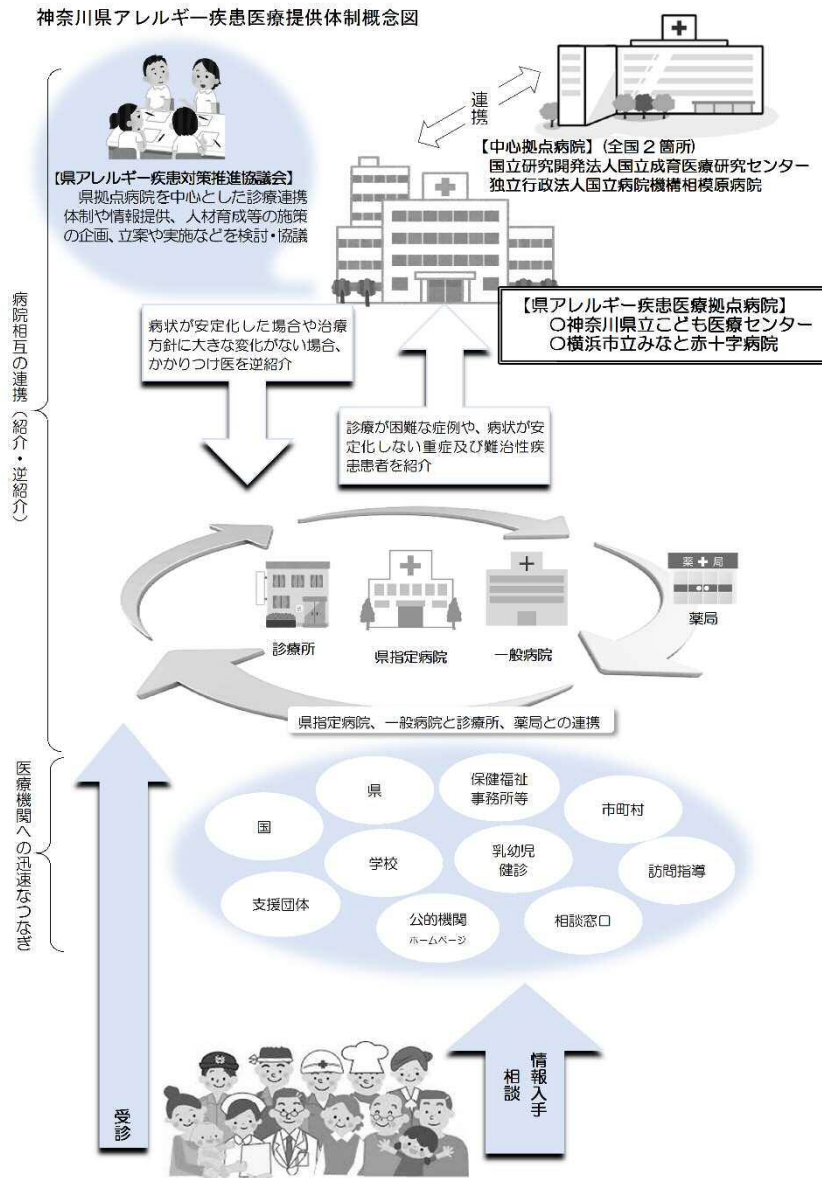 神奈川県アレルギー疾患医療提供体制概念図
連携
【中心拠点病院】(全国2箇所)
国立研究開発法人国立成育医療研究センター
独立行政法人国立病院機構相模原病院
【県アレルギー疾患対策推進協議会】
県拠点病院を中心とした診療連携
体制や情報提供、人材育成等の施策
の企画、立案や実施などを検討・協議
【県アレルギー疾患医療拠点病院】
〇神奈川県立こども医療センター
〇横浜市立みなと赤十字病院
病院相互の連携(紹介・逆紹介)
病状が安定化した場合や治療
方針に大きな変化がない場合、
かかりつけ医を逆紹介
診療が困難な症例や、病状が安
定化しない重症及び難治性疾
患患者を紹介
診療所
県指定病院
一般病院
薬+局
薬局
県指定病院、一般病院と診療所、薬局との連携
医療機関への迅速なつなぎ
国
県
保健福祉
事務所等
市町村
学校
乳幼児
健診
訪問指導
支援団体
公的機関
ホームページ
相談窓口
受診
情報入手
相談